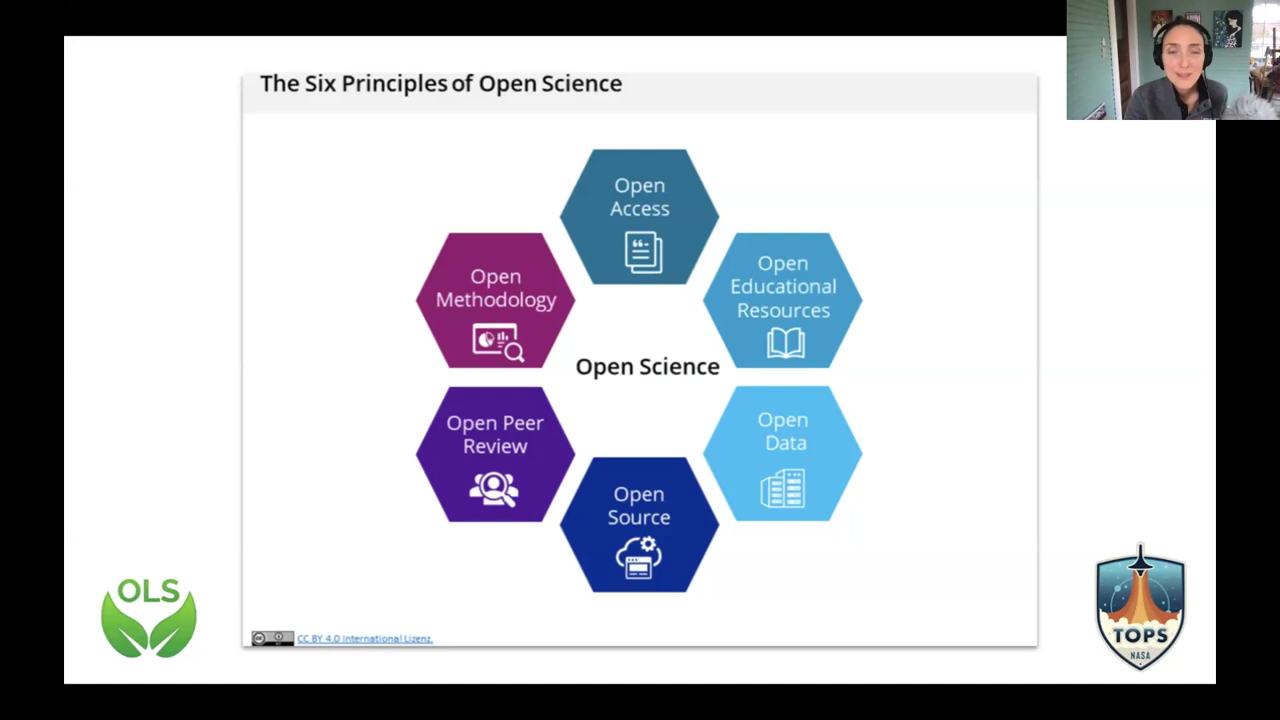 The Six Principles of Open Science
Open
Access
Open
Methodology
Open
Educational
Resources
Open Science
Open Peer
Review
Open
Data
Open
Source
OLS
TOPS
NASA
CC BY 4.0 International Lizenz.